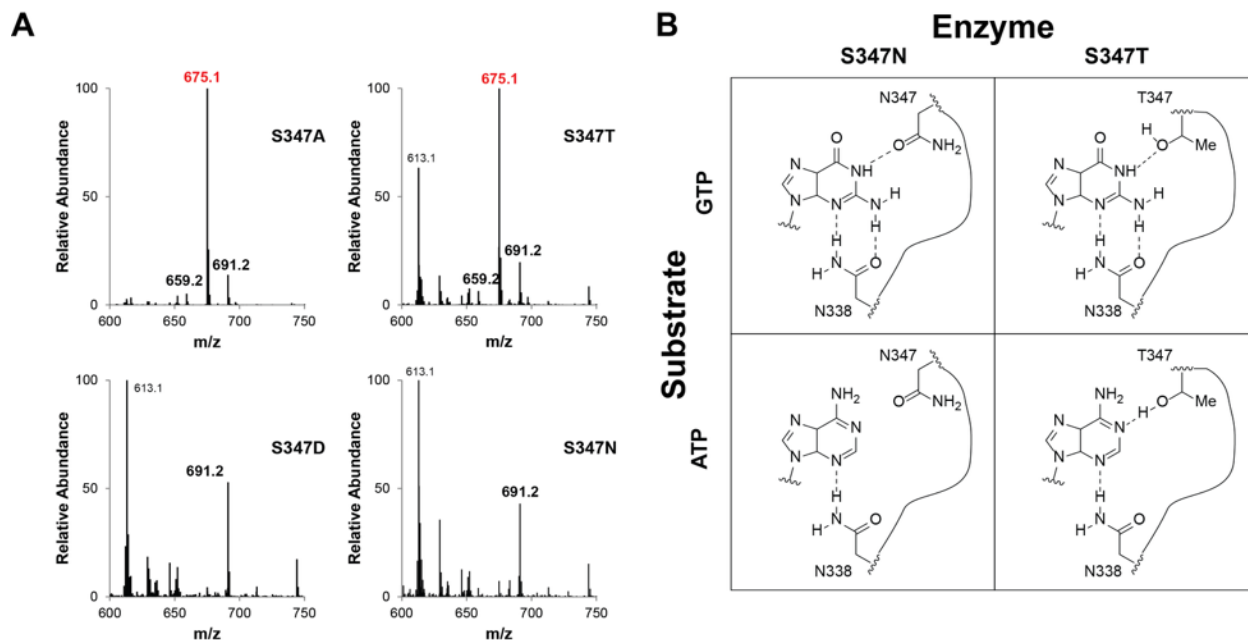 A
675.1
100
Relative Abundance
50
0
S347A
659.2
691.2
600
650
700
750
m/z
675.1
100
Relative Abundance
50
0
613.1
S347T
659.2
691.2
600
650
700
750
m/z
100
Relative Abundance
50
0
613.1
S347D
691.2
600
650
700
750
m/z
100
Relative Abundance
50
0
613.1
S347N
691.2
600
650
700
750
m/z
B
Enzyme
S347N
S347T
Substrate
GTP
N347
O
O
NH2
N
NH
N
N
N
H
H
H
H
N
O
N338
T347
H
O
Me
O
N
NH
N
N
N
H
H
H
H
N
O
N338
ATP
N347
NH2
O
NH2
N
N
N
N
H
H
N
O
N338
T347
NH2
H
O
Me
N
N
N
N
H
H
N
O
N338